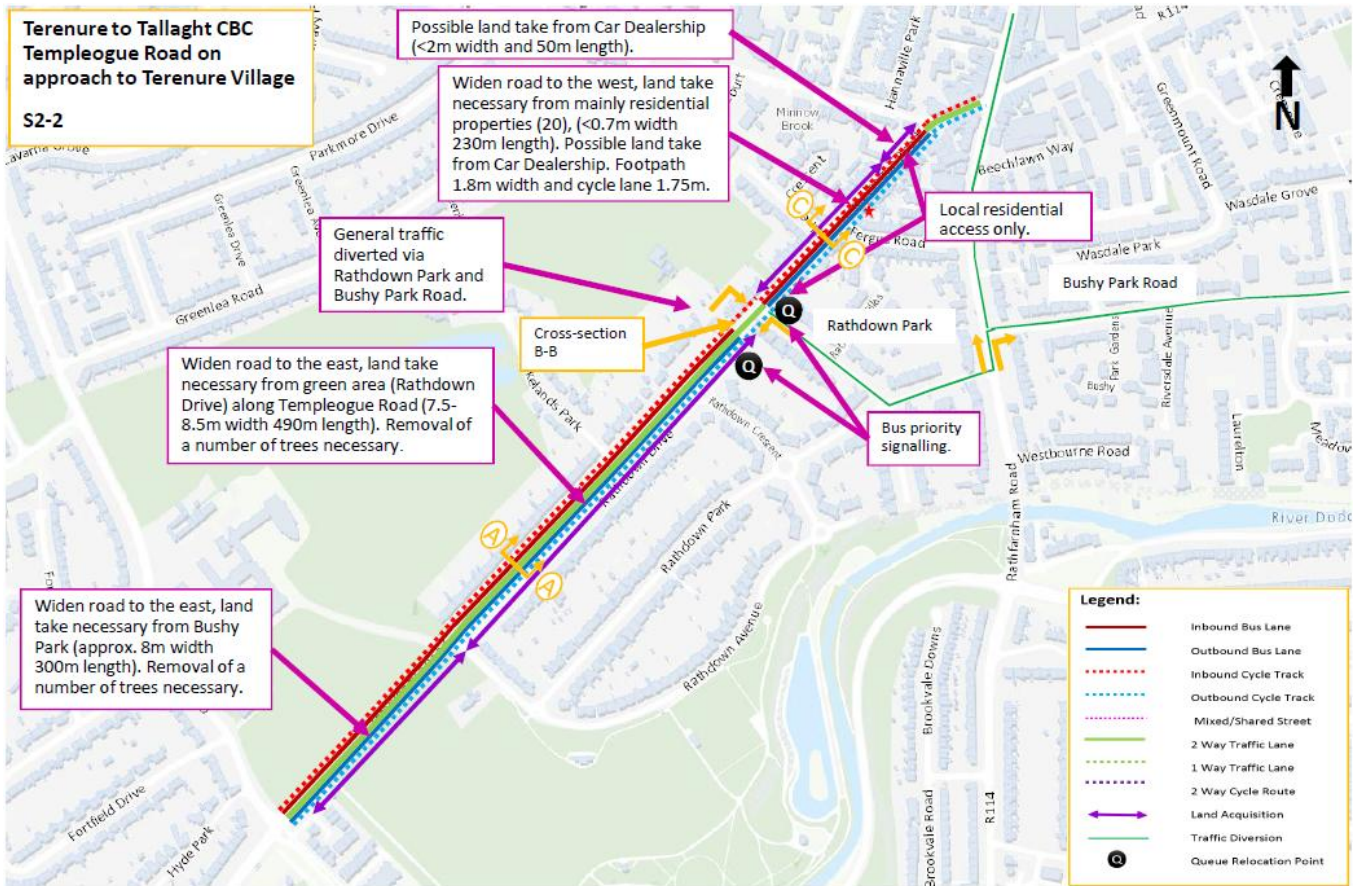 Terenure to Tallaght CBC
Templeogue Road on
approach to Terenure Village
S2-2
Possible land take from Car Dealership
(<2m width and 50m length).
Widen road to the west, land take
necessary from mainly residential
properties (20), (<0.7m width
230m length). Possible land take
from Car Dealership. Footpath
1.8m width and cycle lane 1.75m.
General traffic
diverted via
Rathdown Park and
Bushy Park Road.
Cross-section
B-B
Widen road to the east, land take
necessary from green area (Rathdown
Drive) along Templeogue Road (7.5-
8.5m width 490m length). Removal of
a number of trees necessary.
Widen road to the east, land
take necessary from Bushy
Park (approx. 8m width
300m length). Removal of a
number of trees necessary.
Local residential
access only.
Bus priority
signalling.
Rathdown Park
Bushy Park Road
N
R114
Hannaville Park
Minnow
Brook
Crescent
Parkmore Drive
Greenlea Drive
Greenlea Road
Beechlawn Way
Greenmount Road
Wasdale Grove
Wasdale Park
Fergus Road
C
C
Q
Q
Bushy
Park Gardens
Riversdale Avenue
Laurelton
Westbourne Road
Rathfarnham Road
Rathdown Crescent
Rathdown Drive
Rathdown Park
Rathdown Avenue
A
A
Fortfield Drive
Hyde Park
Brookvale Downs
Brookvale Road
R114
Legend:
Inbound Bus Lane
Outbound Bus Lane
Inbound Cycle Track
Outbound Cycle Track
Mixed/Shared Street
2 Way Traffic Lane
1 Way Traffic Lane
2 Way Cycle Route
Land Acquisition
Traffic Diversion
Q Queue Relocation Point